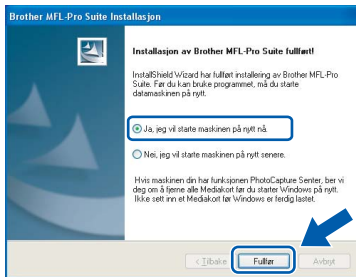 Brother MFL-Pro Suite Installasjon
Installasjon av Brother MFL-Pro Suite fullført!
InstallShield Wizard har fullført installering av Brother MFL-Pro
Suite. Før du kan bruke programmet, må du starte
datamaskinen på nytt.
Ja, jeg vil starte maskinen på nytt nå.
Nei, jeg vil starte maskinen på nytt senere.
Hvis maskinen din har funksjonen PhotoCapture Senter, ber vi
deg om å fjerne alle Mediakort før du starter Windows på nytt.
Ikke sett inn et Mediakort før Windows er ferdig lastet.
< Tilbake Fullfør Avbryt